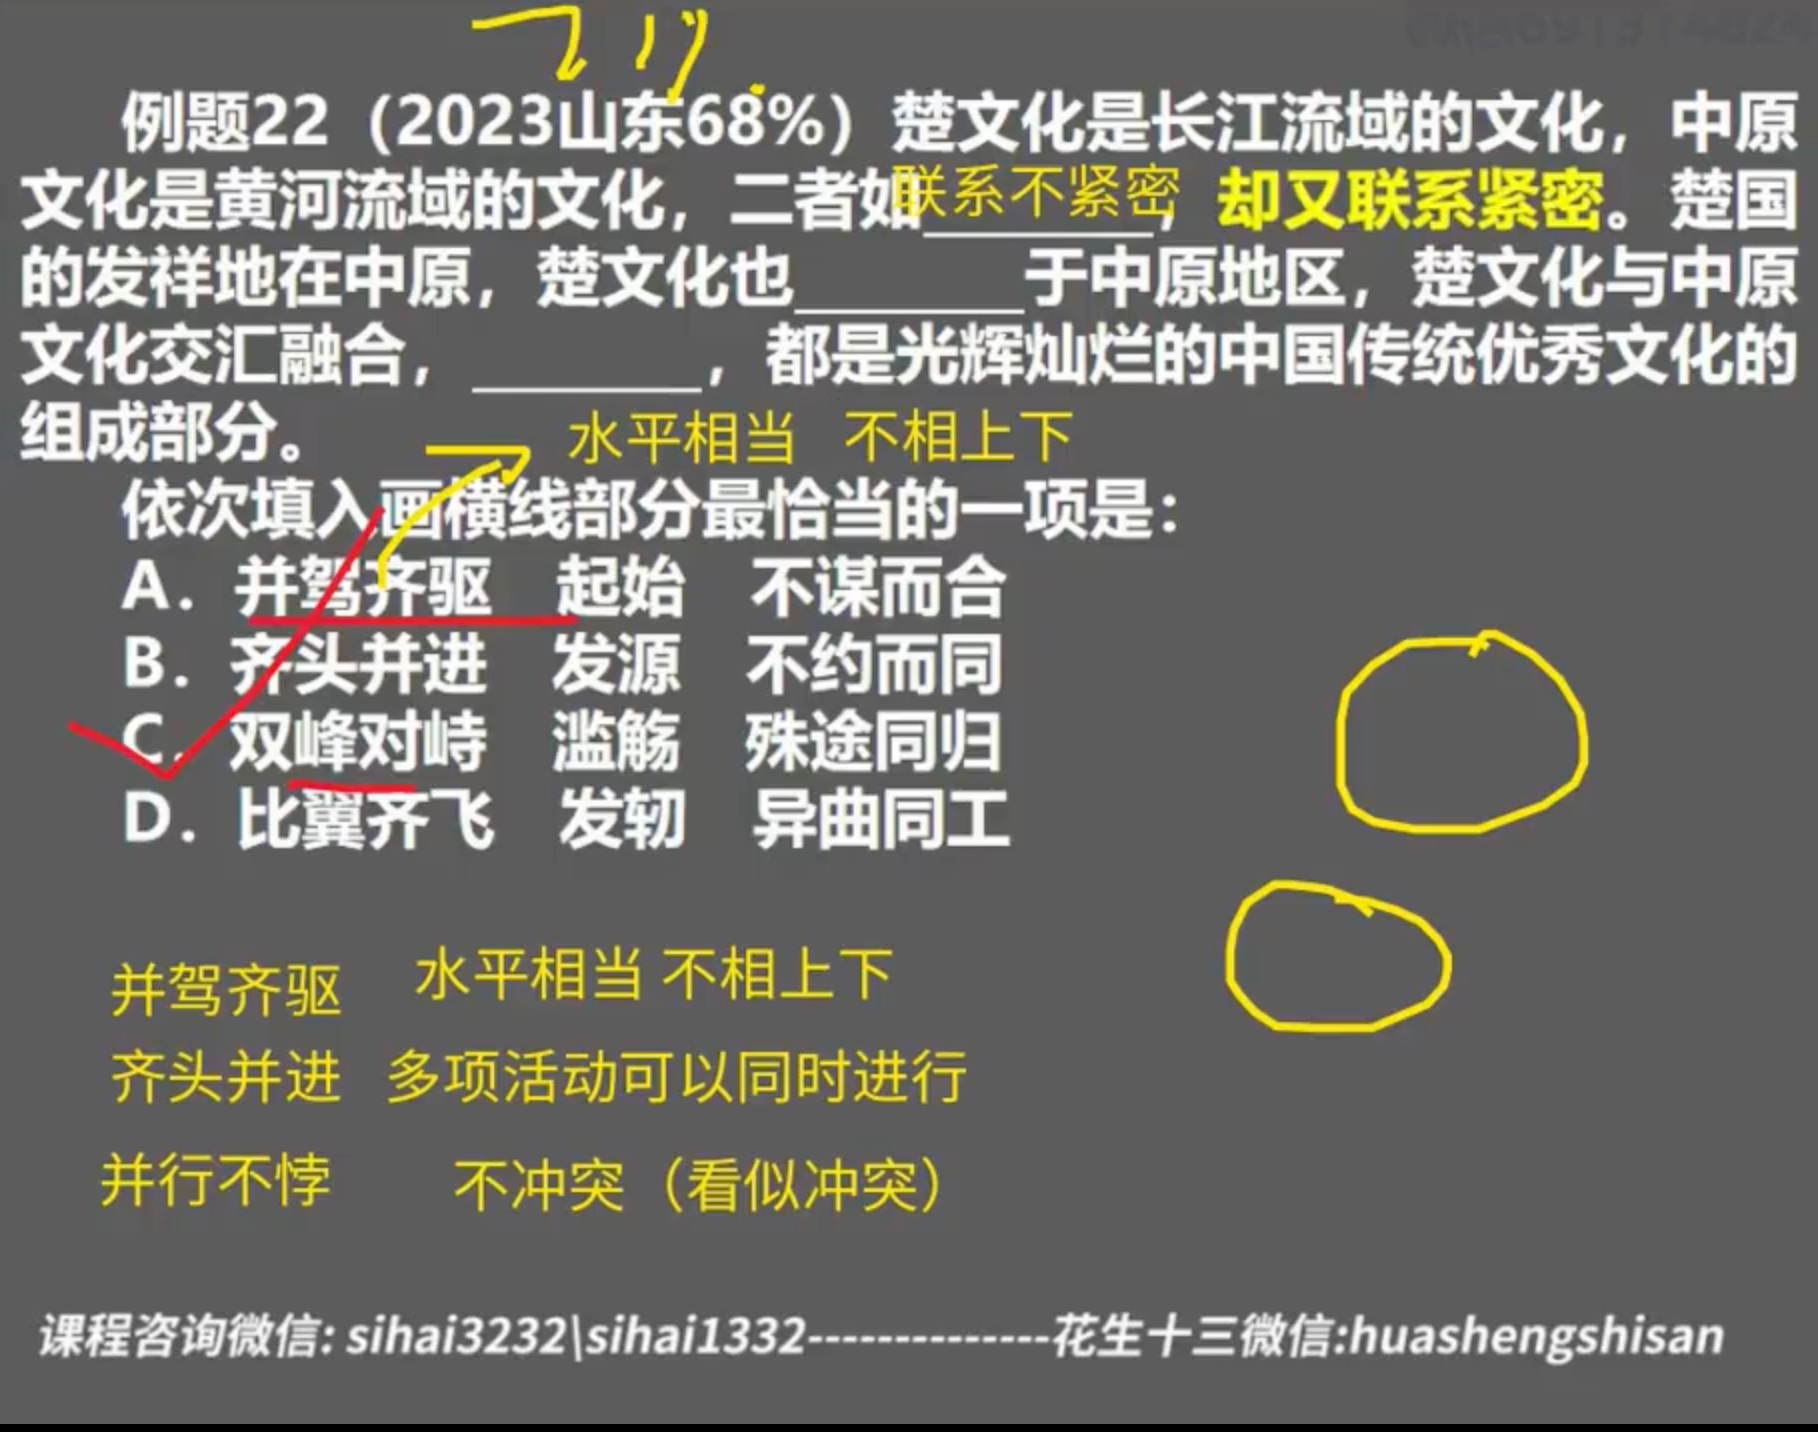 例题22（2023山东68%）楚文化是长江流域的文化，中原
文化是黄河流域的文化，二者如联系不紧密，却又联系紧密。楚国
的发祥地在中原，楚文化也________于中原地区，楚文化与中原
文化交汇融合，________，都是光辉灿烂的中国传统优秀文化的
组成部分。
水平相当 不相上下
依次填入画横线部分最恰当的一项是：
A. 并驾齐驱 起始 不谋而合
B. 齐头并进 发源 不约而同
C. 双峰对峙 滥觞 殊途同归
D. 比翼齐飞 发轫 异曲同工
并驾齐驱 水平相当 不相上下
齐头并进 多项活动可以同时进行
并行不悖 不冲突（看似冲突）
课程咨询微信: sihai3232\sihai1332--------------花生十三微信:huashengshisan